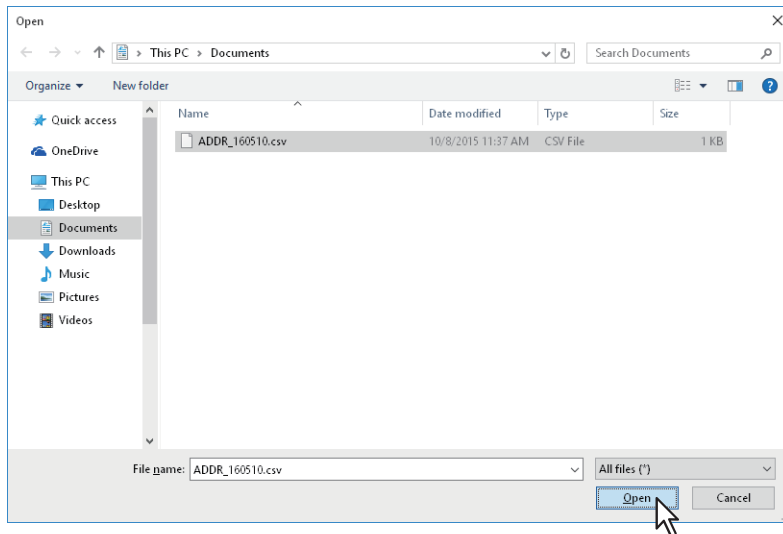 Open
This PC > Documents
Search Documents
Organize
New folder
Quick access
OneDrive
This PC
Desktop
Documents
Downloads
Music
Pictures
Videos
Name Date modified Type Size
ADDR_160510.csv 10/8/2015 11:37 AM CSV File 1 KB
File name: ADDR_160510.csv
All files (*)
Open Cancel